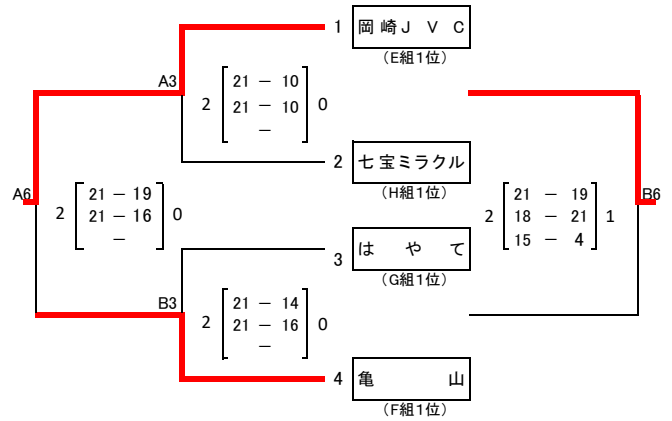 1 岡崎JVC
(E組1位)
A3
2 21 － 10 0
21 － 10
－
2 七宝ミラクル
(H組1位)
A6
2 21 － 19 0
21 － 16
－
B6
2 21 － 19 1
18 － 21
15 － 4
3 はやて
(G組1位)
B3
2 21 － 14 0
21 － 16
－
4 亀山
(F組1位)